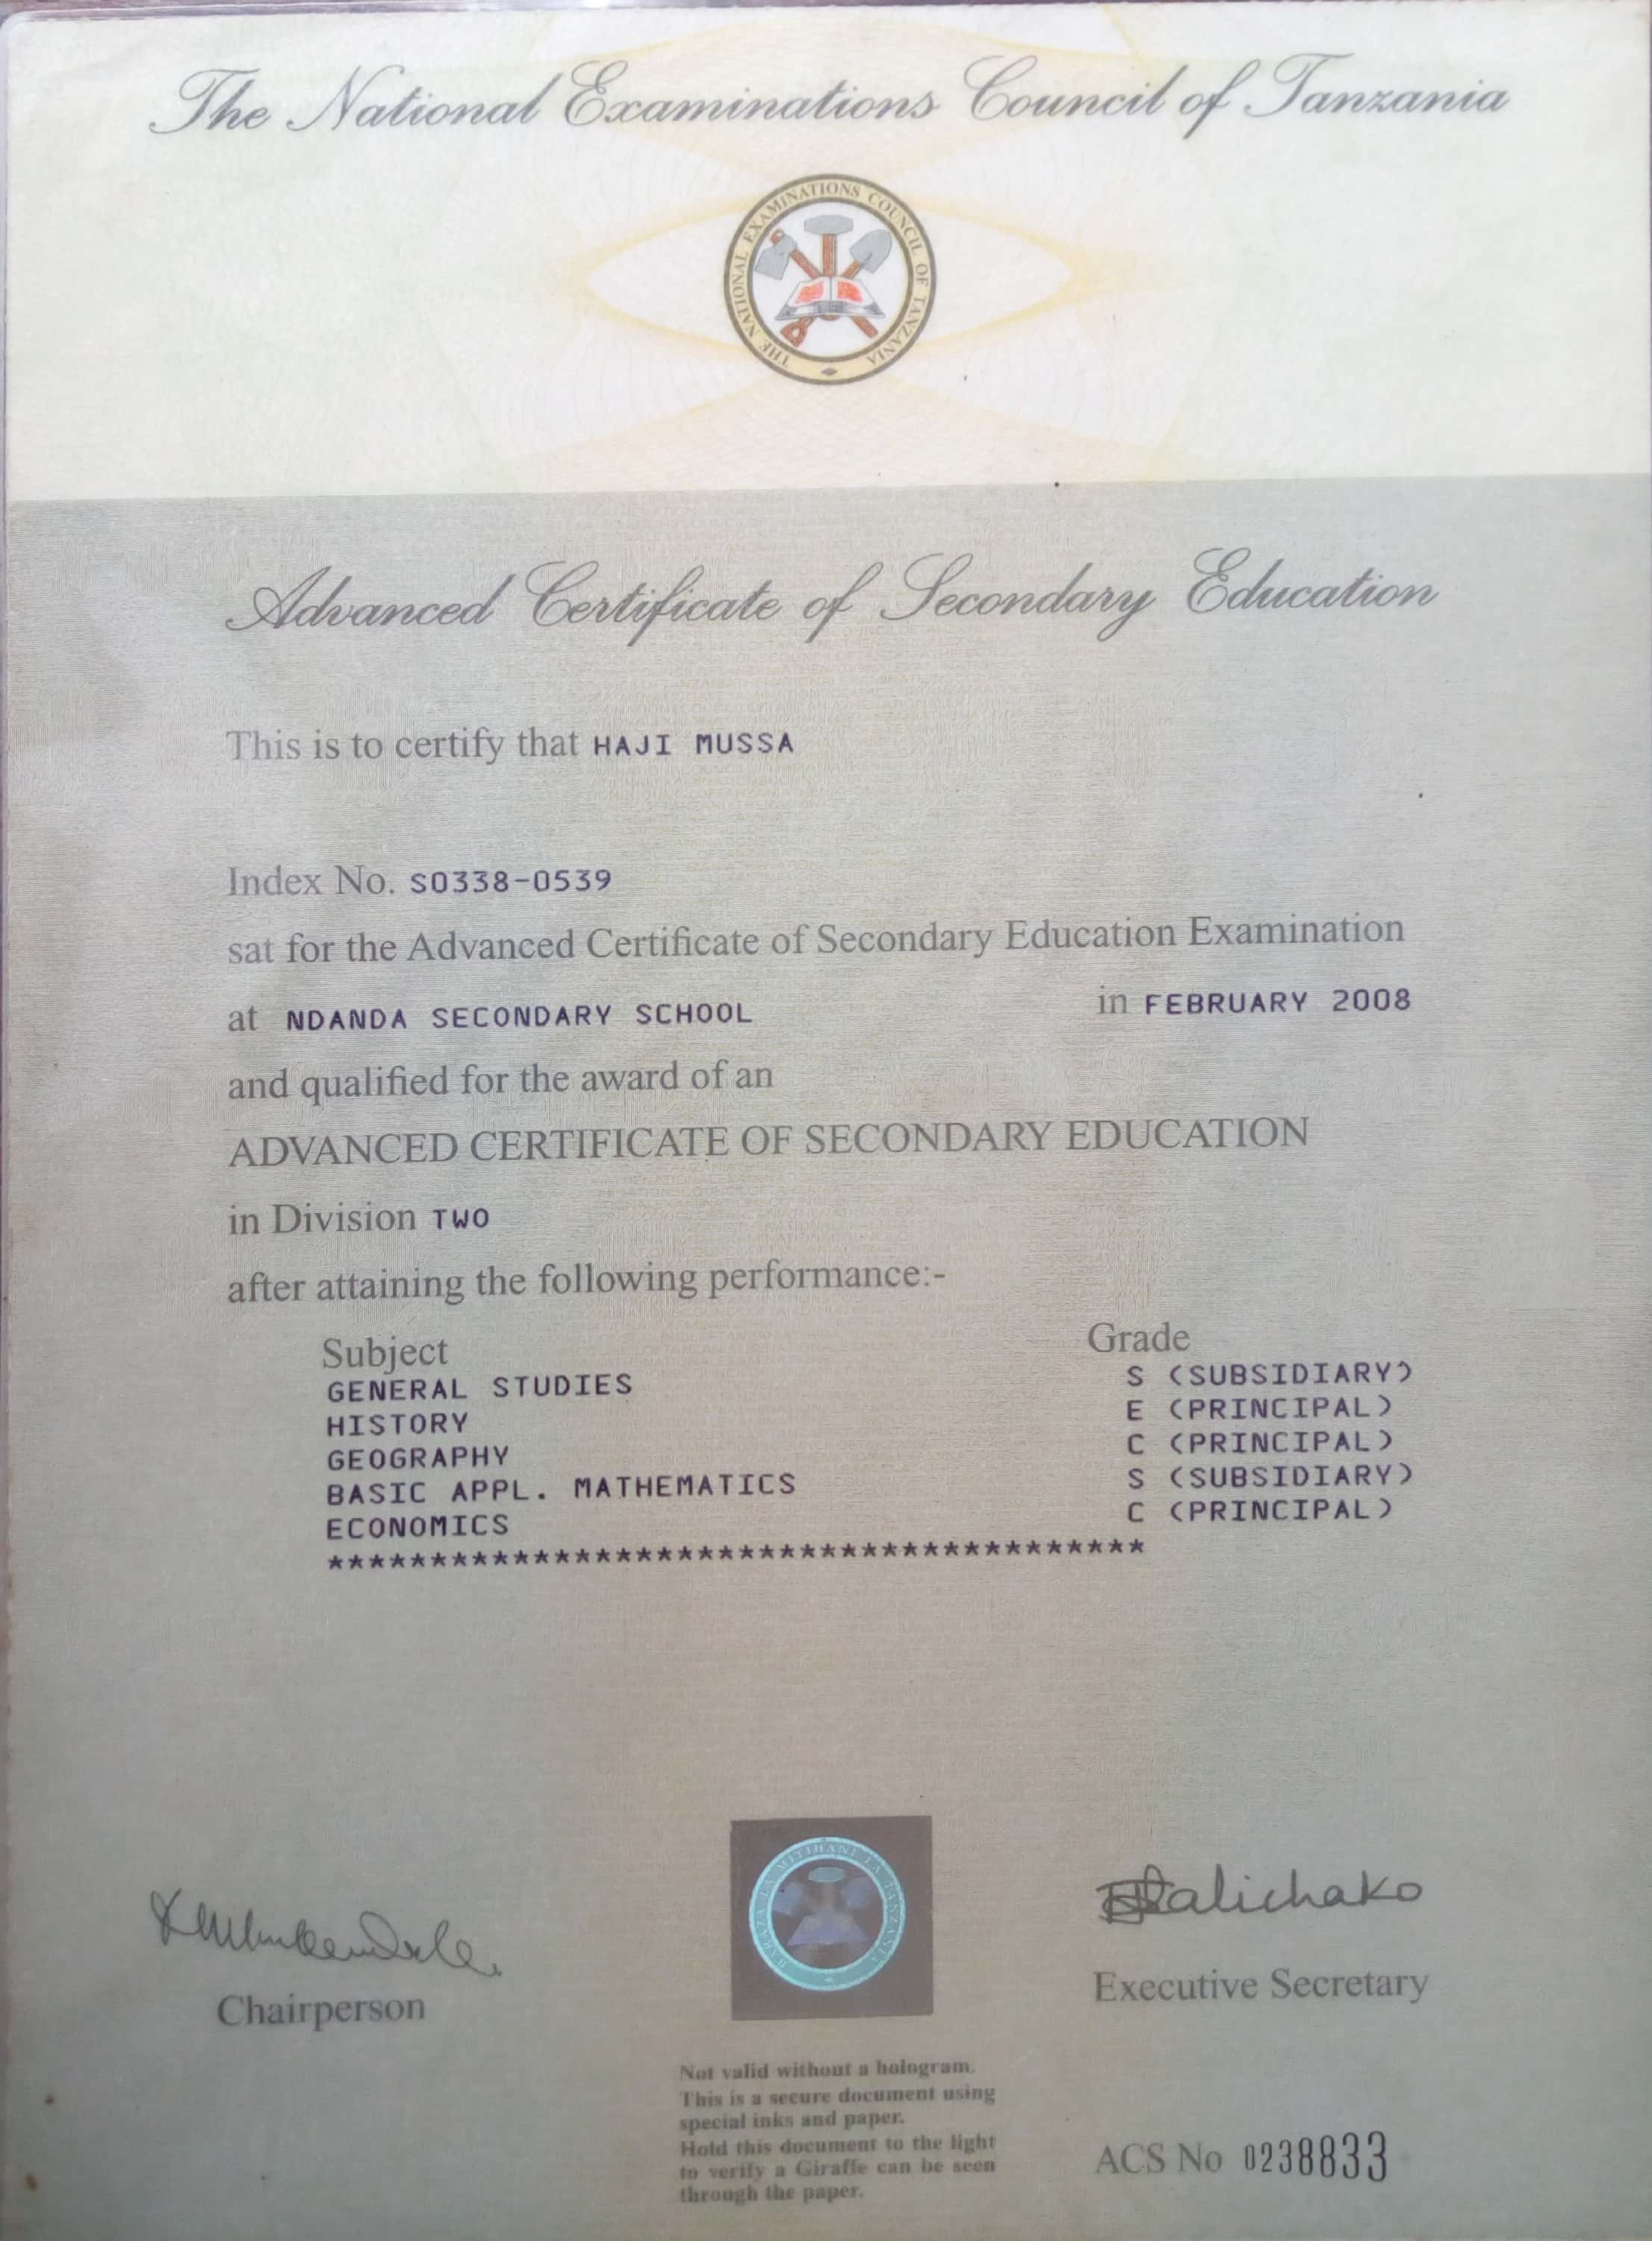 The National Examinations Council of Tanzania
THE NATIONAL EXAMINATIONS COUNCIL OF TANZANIA
Advanced Certificate of Secondary Education
This is to certify that HAJI MUSSA
Index No. S0338-0539
sat for the Advanced Certificate of Secondary Education Examination
at NDANDA SECONDARY SCHOOL in FEBRUARY 2008
and qualified for the award of an
ADVANCED CERTIFICATE OF SECONDARY EDUCATION
in Division TWO
after attaining the following performance:-
Subject Grade
GENERAL STUDIES S (SUBSIDIARY)
HISTORY E (PRINCIPAL)
GEOGRAPHY C (PRINCIPAL)
BASIC APPL. MATHEMATICS S (SUBSIDIARY)
ECONOMICS C (PRINCIPAL)
****************************************
BARAZA LA MITIHANI LA TANZANIA
Chairperson
Executive Secretary
Not valid without a hologram.
This is a secure document using
special inks and paper.
Hold this document to the light
to verify a Giraffe can be seen
through the paper.
ACS No 0238833